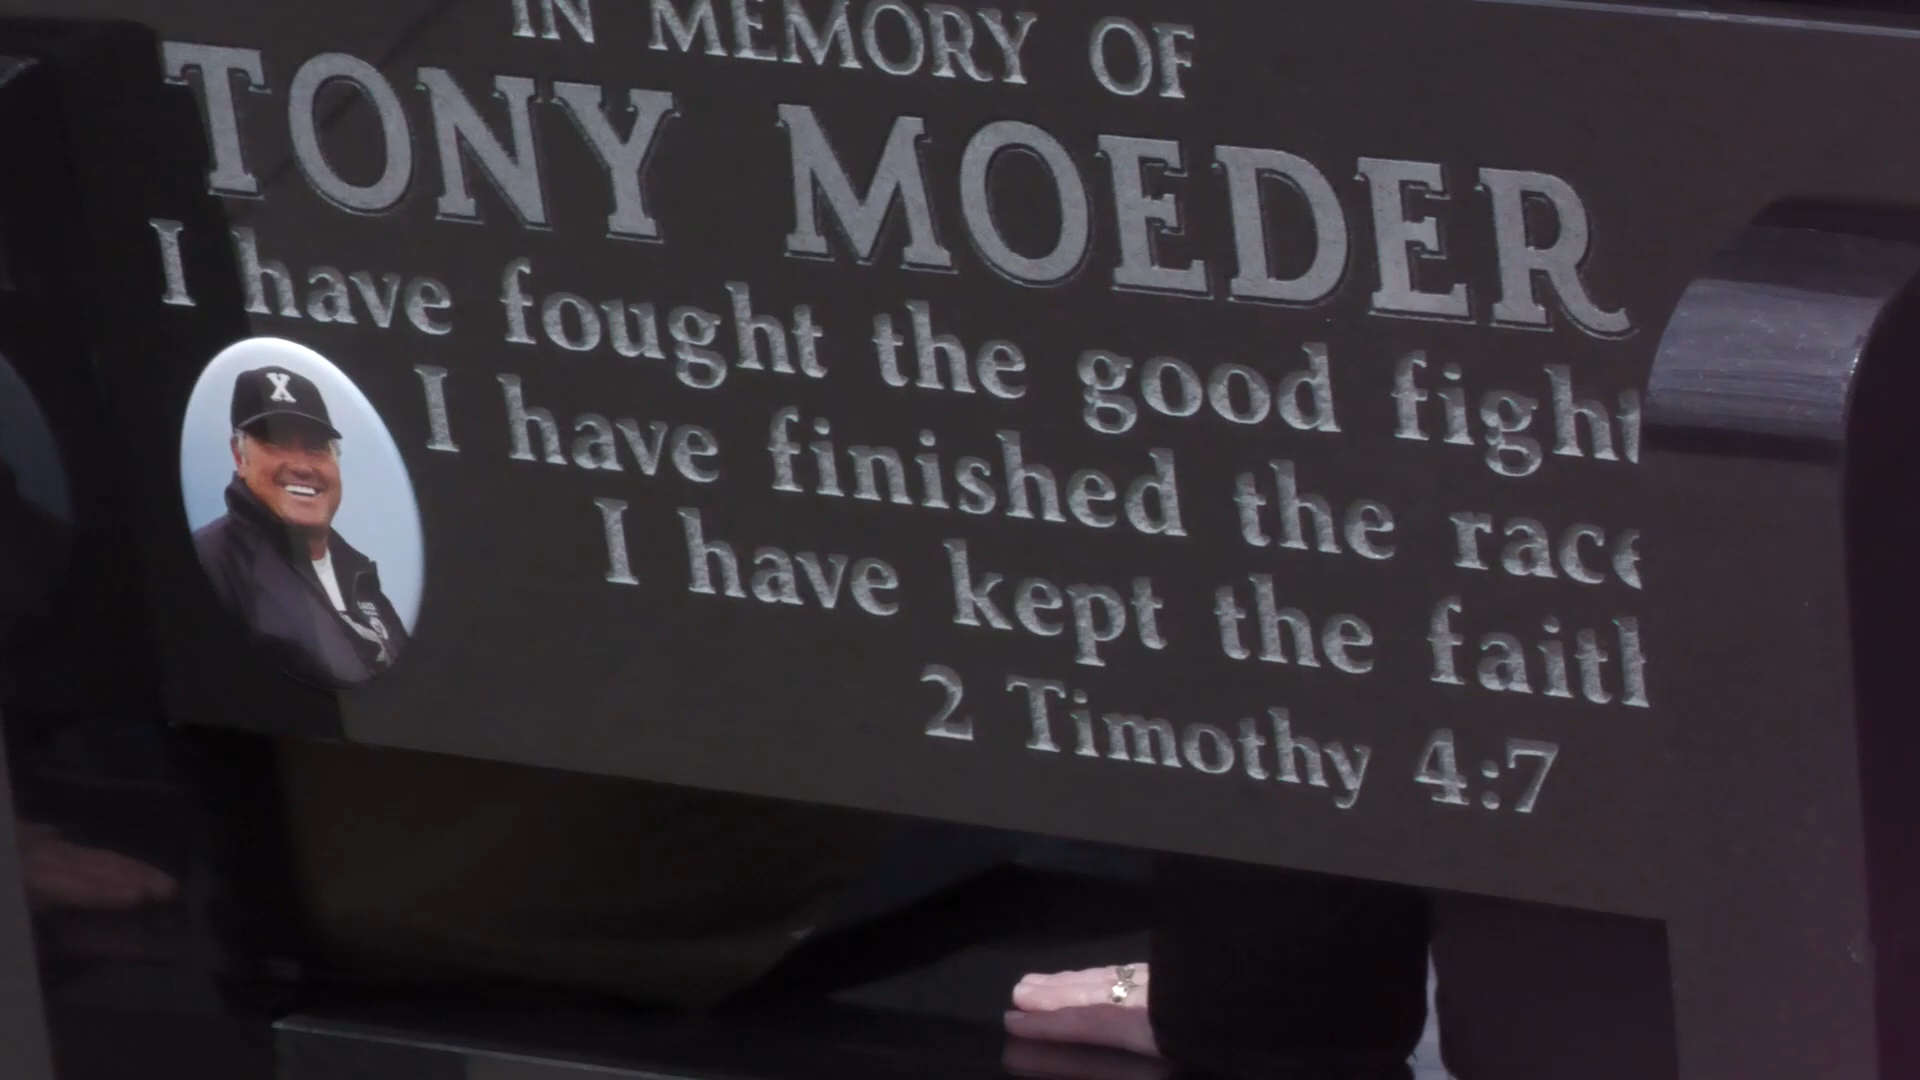 IN MEMORY OF
TONY MOEDER
I have fought the good fight
I have finished the race
I have kept the faith
2 Timothy 4:7
X